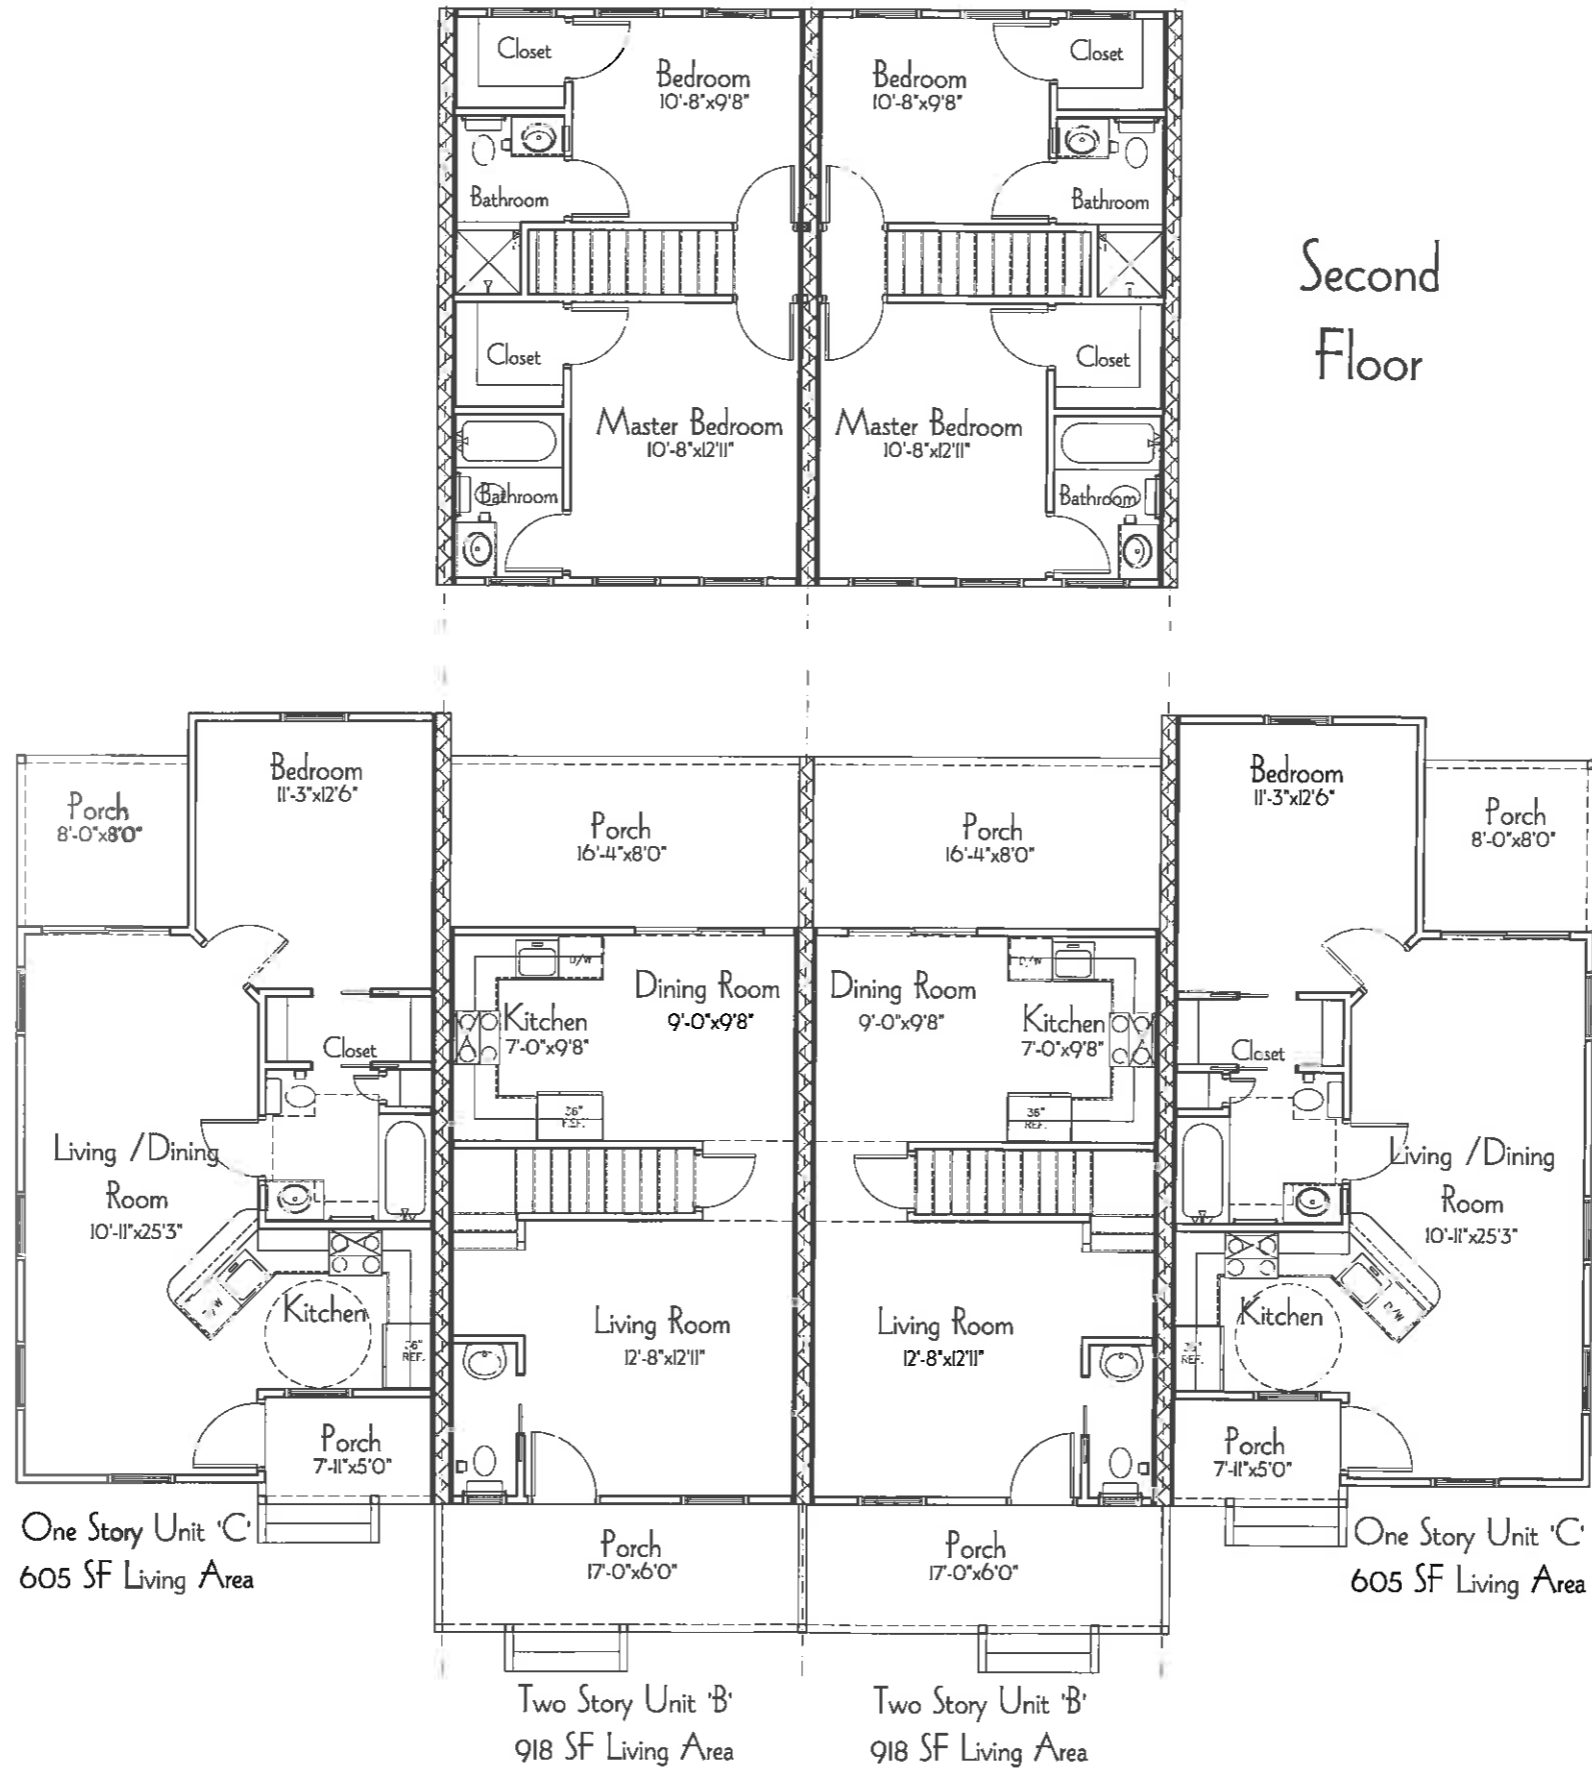 Closet
Bedroom
10'-8"x9'8"
Bedroom
10'-8"x9'8"
Closet
Bathroom
Bathroom
Second
Floor
Closet
Closet
Master Bedroom
10'-8"x12'11"
Master Bedroom
10'-8"x12'11"
Bathroom
Bathroom
Bedroom
11'-3"x12'6"
Bedroom
11'-3"x12'6"
Porch
8'-0"x8'0"
Porch
16'-4"x8'0"
Porch
16'-4"x8'0"
Porch
8'-0"x8'0"
D/W
D/W
Dining Room
9'-0"x9'8"
Dining Room
9'-0"x9'8"
Kitchen
7'-0"x9'8"
Kitchen
7'-0"x9'8"
Closet
Closet
36"
REF.
36"
REF.
Living /Dining
Room
10'-11"x25'3"
Living /Dining
Room
10'-11"x25'3"
D/W
Kitchen
36"
REF.
Living Room
12'-8"x12'11"
Living Room
12'-8"x12'11"
Kitchen
D/W
36"
REF.
Porch
7'-11"x5'0"
Porch
7'-11"x5'0"
One Story Unit 'C'
605 SF Living Area
Porch
17'-0"x6'0"
Porch
17'-0"x6'0"
One Story Unit 'C'
605 SF Living Area
Two Story Unit 'B'
918 SF Living Area
Two Story Unit 'B'
918 SF Living Area